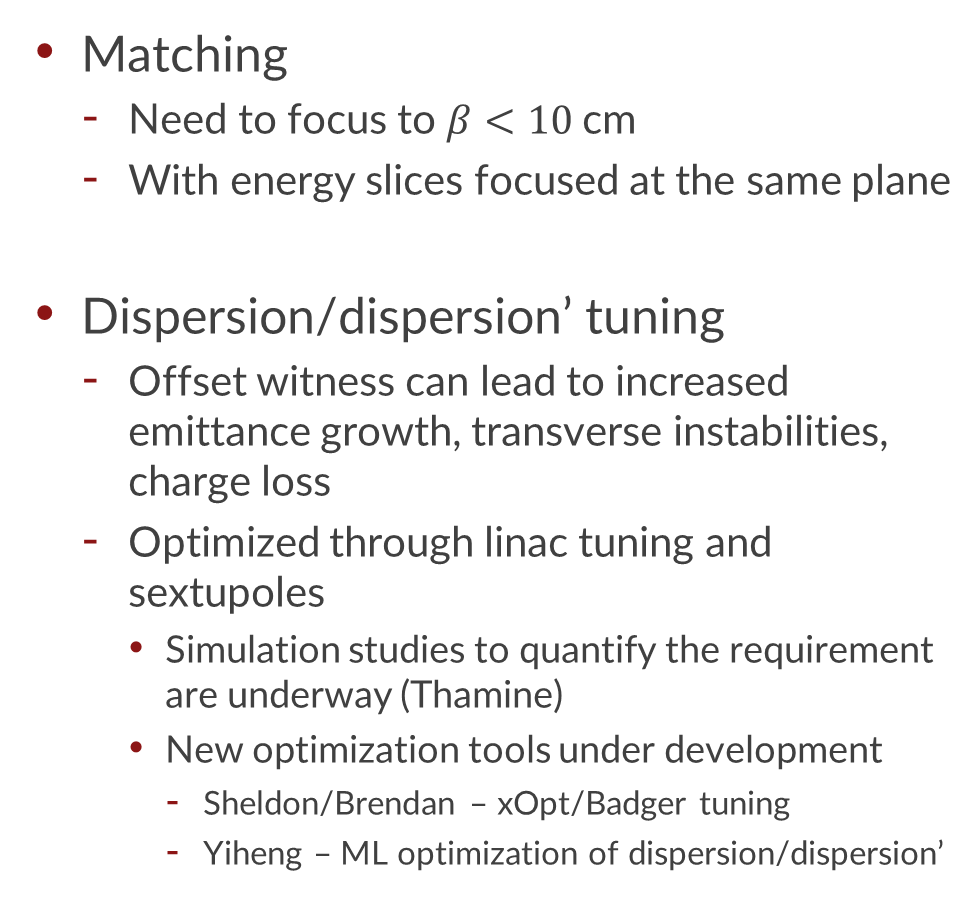 • Matching
- Need to focus to β < 10 cm
- With energy slices focused at the same plane
• Dispersion/dispersion’ tuning
- Offset witness can lead to increased
emittance growth, transverse instabilities,
charge loss
- Optimized through linac tuning and
sextupoles
• Simulation studies to quantify the requirement
are underway (Thamine)
• New optimization tools under development
- Sheldon/Brendan – xOpt/Badger tuning
- Yiheng – ML optimization of dispersion/dispersion’